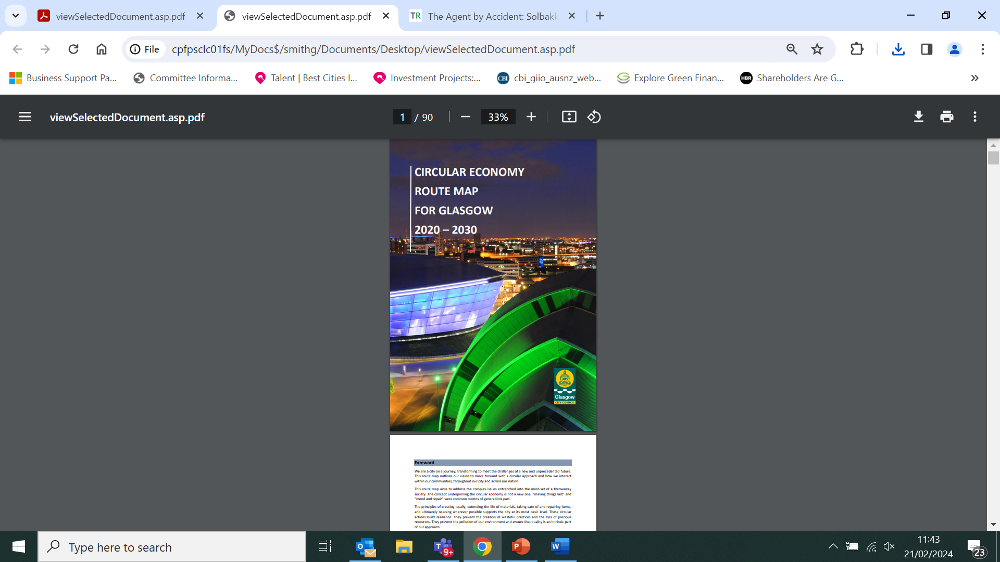 viewSelectedDocument.asp.pdf
viewSelectedDocument.asp.pdf
TR The Agent by Accident: Solbakk
File cpfpsclc01fs/MyDocs$/smithg/Documents/Desktop/viewSelectedDocument.asp.pdf
Business Support Pa...
Committee Informa...
Talent | Best Cities I...
Investment Projects:...
CBI cbi_giio_ausnz_web...
Explore Green Finan...
HBR Shareholders Are G...
viewSelectedDocument.asp.pdf
1 / 90
33%
CIRCULAR ECONOMY
ROUTE MAP
FOR GLASGOW
2020 – 2030
Glasgow
CITY COUNCIL
Foreword
We are a city on a journey; transforming to meet the challenges of a new and unprecedented future.
This route map outlines our vision to move forward with a circular approach and how we interact
within our communities, throughout our city and across our nation.
This route map aims to address the complex issues entrenched into the mind-set of a throwaway
society. The concept underpinning the circular economy is not a new one, "making things last" and
"mend and repair" were common mottos of generations past.
The principles of creating locally, extending the life of materials, taking care of and repairing items,
and ultimately re-using wherever possible supports the city at its most basic level. These circular
actions build resilience. They prevent the creation of wasteful practices and the loss of precious
resources. They prevent the pollution of our environment and ensure that quality is an intrinsic part
of our approach.
Type here to search
9+
11:43
21/02/2024
23